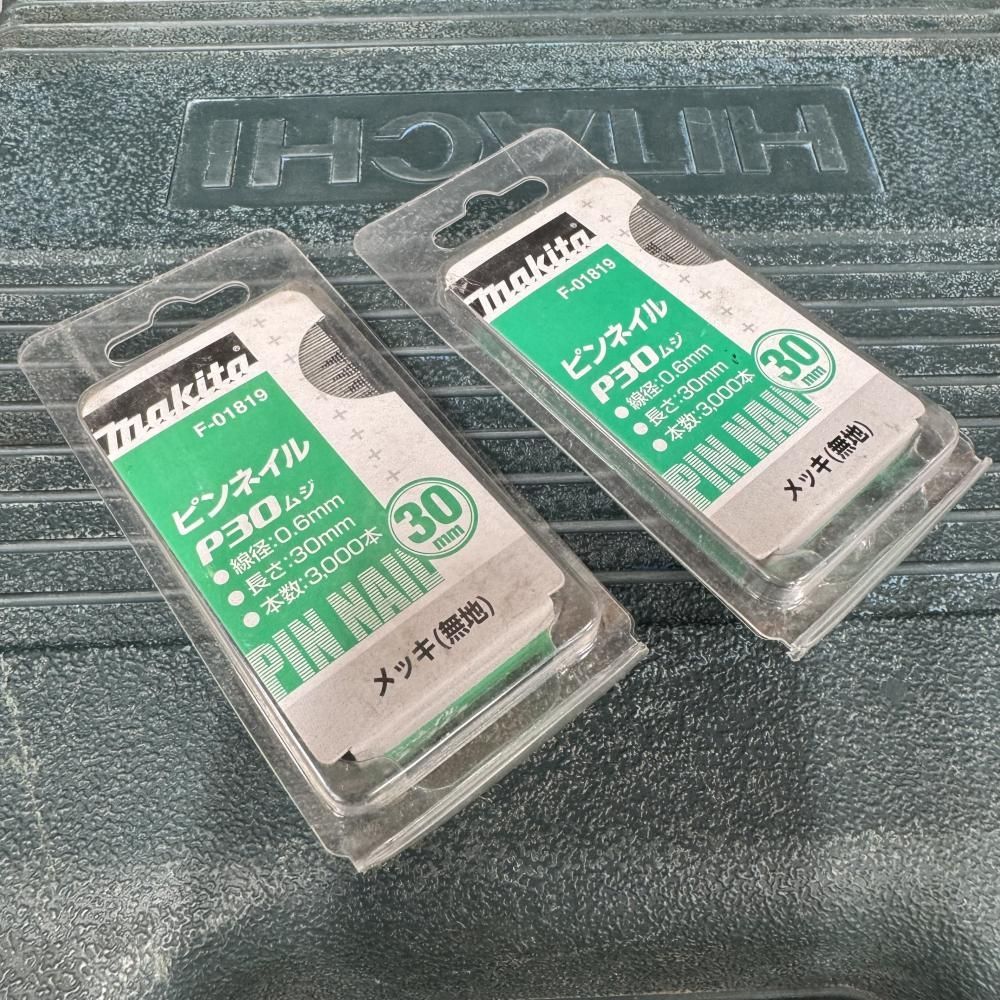 HITACHI
makita
F-01819
ピンネイル
P30ムジ
●線径:0.6mm
●長さ:30mm
●本数:3,000本
30
mm
PIN NAIL
メッキ(無地)
makita
F-01819
ピンネイル
P30ムジ
●線径:0.6mm
●長さ:30mm
●本数:3,000本
30
mm
PIN NAIL
メッキ(無地)